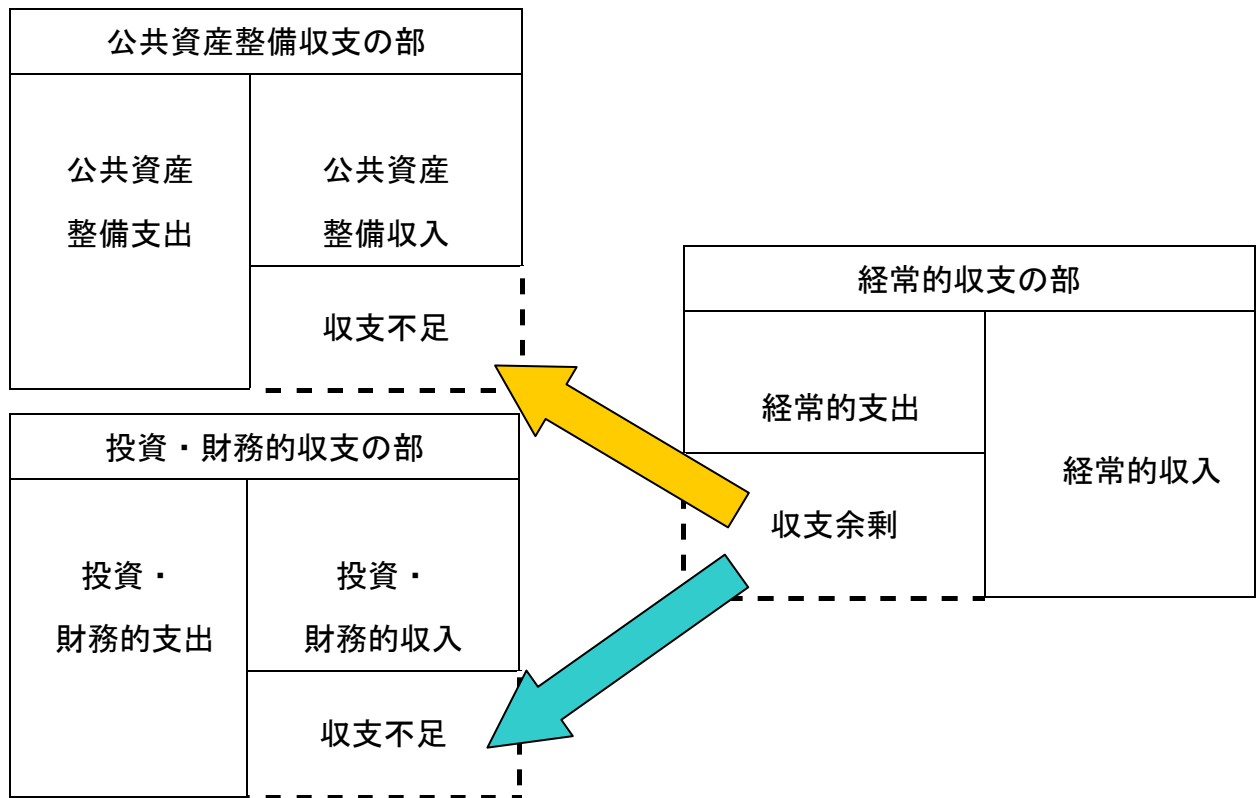 公共資産整備収支の部
公共資産
整備支出
公共資産
整備収入
収支不足
投資・財務的収支の部
投資・
財務的支出
投資・
財務的収入
収支不足
経常的収支の部
経常的支出
収支余剰
経常的収入